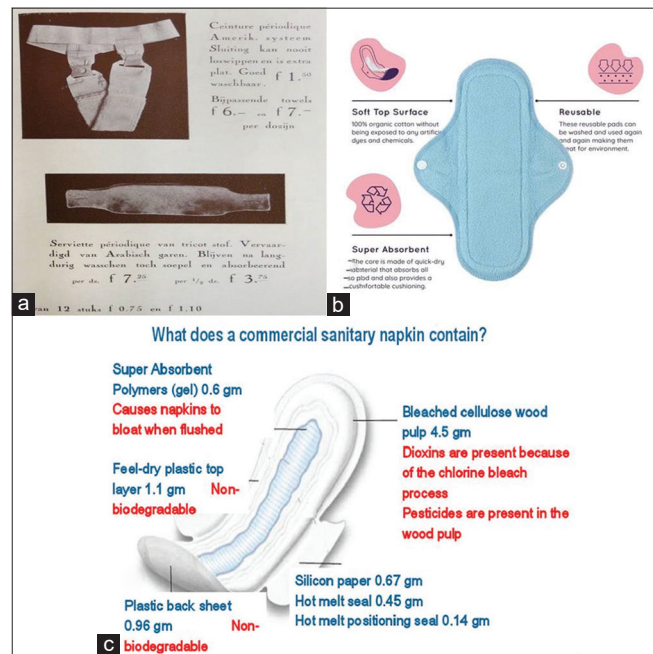 Ceinture périodique
Amerik. systeem
Sluiting kan nooit
loswippen en is extra
plat. Goed f 1.50
waschbaar.
Bijpassende towels
f 6.— en f 7.—
per dozijn
Serviette périodique van tricot stof. Vervaar-
digd van Arabisch garen. Blijven na lang-
durig wasschen toch soepel en absorbeerend
per dz. f 7.25 per ½ dz. f 3.75
van 12 stuks f 0.75 en f 1.10
a
Soft Top Surface
100% organic cotton without
being exposed to any artific
dyes and chemicals.
Reusable
These reusable pads can
be washed and used again
and again making them
eat for environment.
Super Absorbent
The core is made of quick-dry
material that absorbs all
so pad and also provides a
cushfortable cushioning.
b
What does a commercial sanitary napkin contain?
Super Absorbent
Polymers (gel) 0.6 gm
Causes napkins to
bloat when flushed
Feel-dry plastic top
layer 1.1 gm Non-
biodegradable
Plastic back sheet
0.96 gm Non-
biodegradable
Bleached cellulose wood
pulp 4.5 gm
Dioxins are present because
of the chlorine bleach
process
Pesticides are present in the
wood pulp
Silicon paper 0.67 gm
Hot melt seal 0.45 gm
Hot melt positioning seal 0.14 gm
c